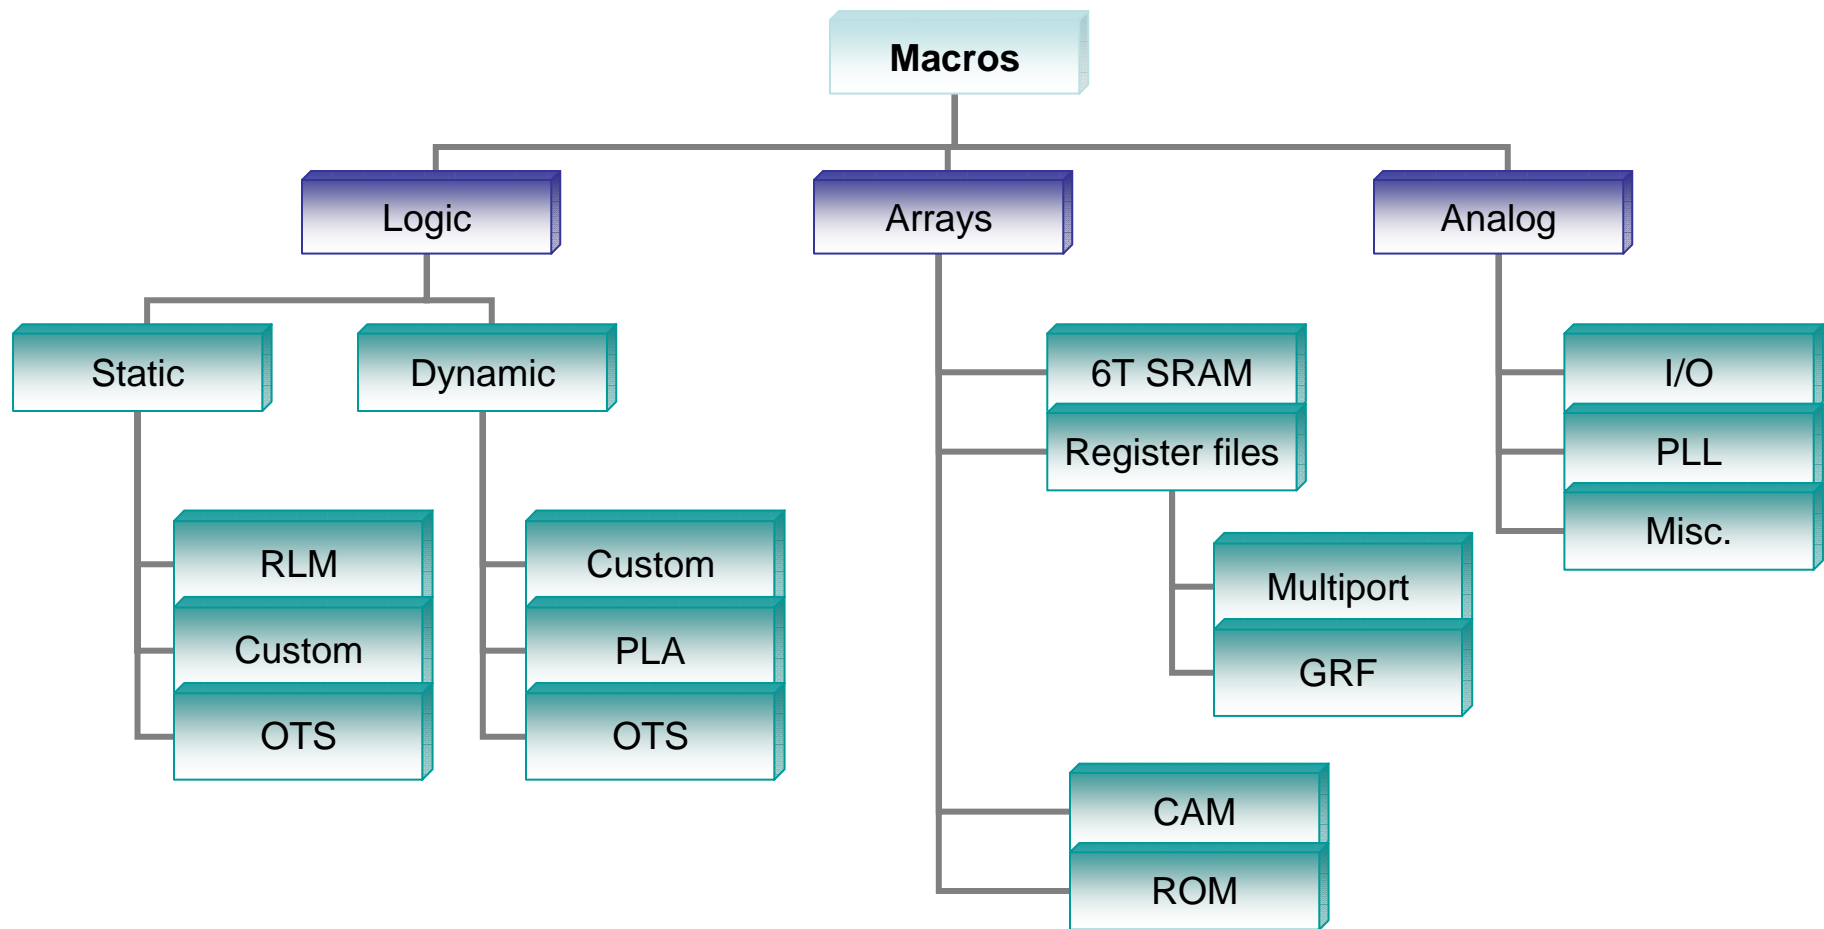 Macros
Logic
Arrays
Analog
Static
Dynamic
6T SRAM
I/O
Register files
PLL
Misc.
RLM
Custom
Multiport
Custom
PLA
GRF
OTS
OTS
CAM
ROM